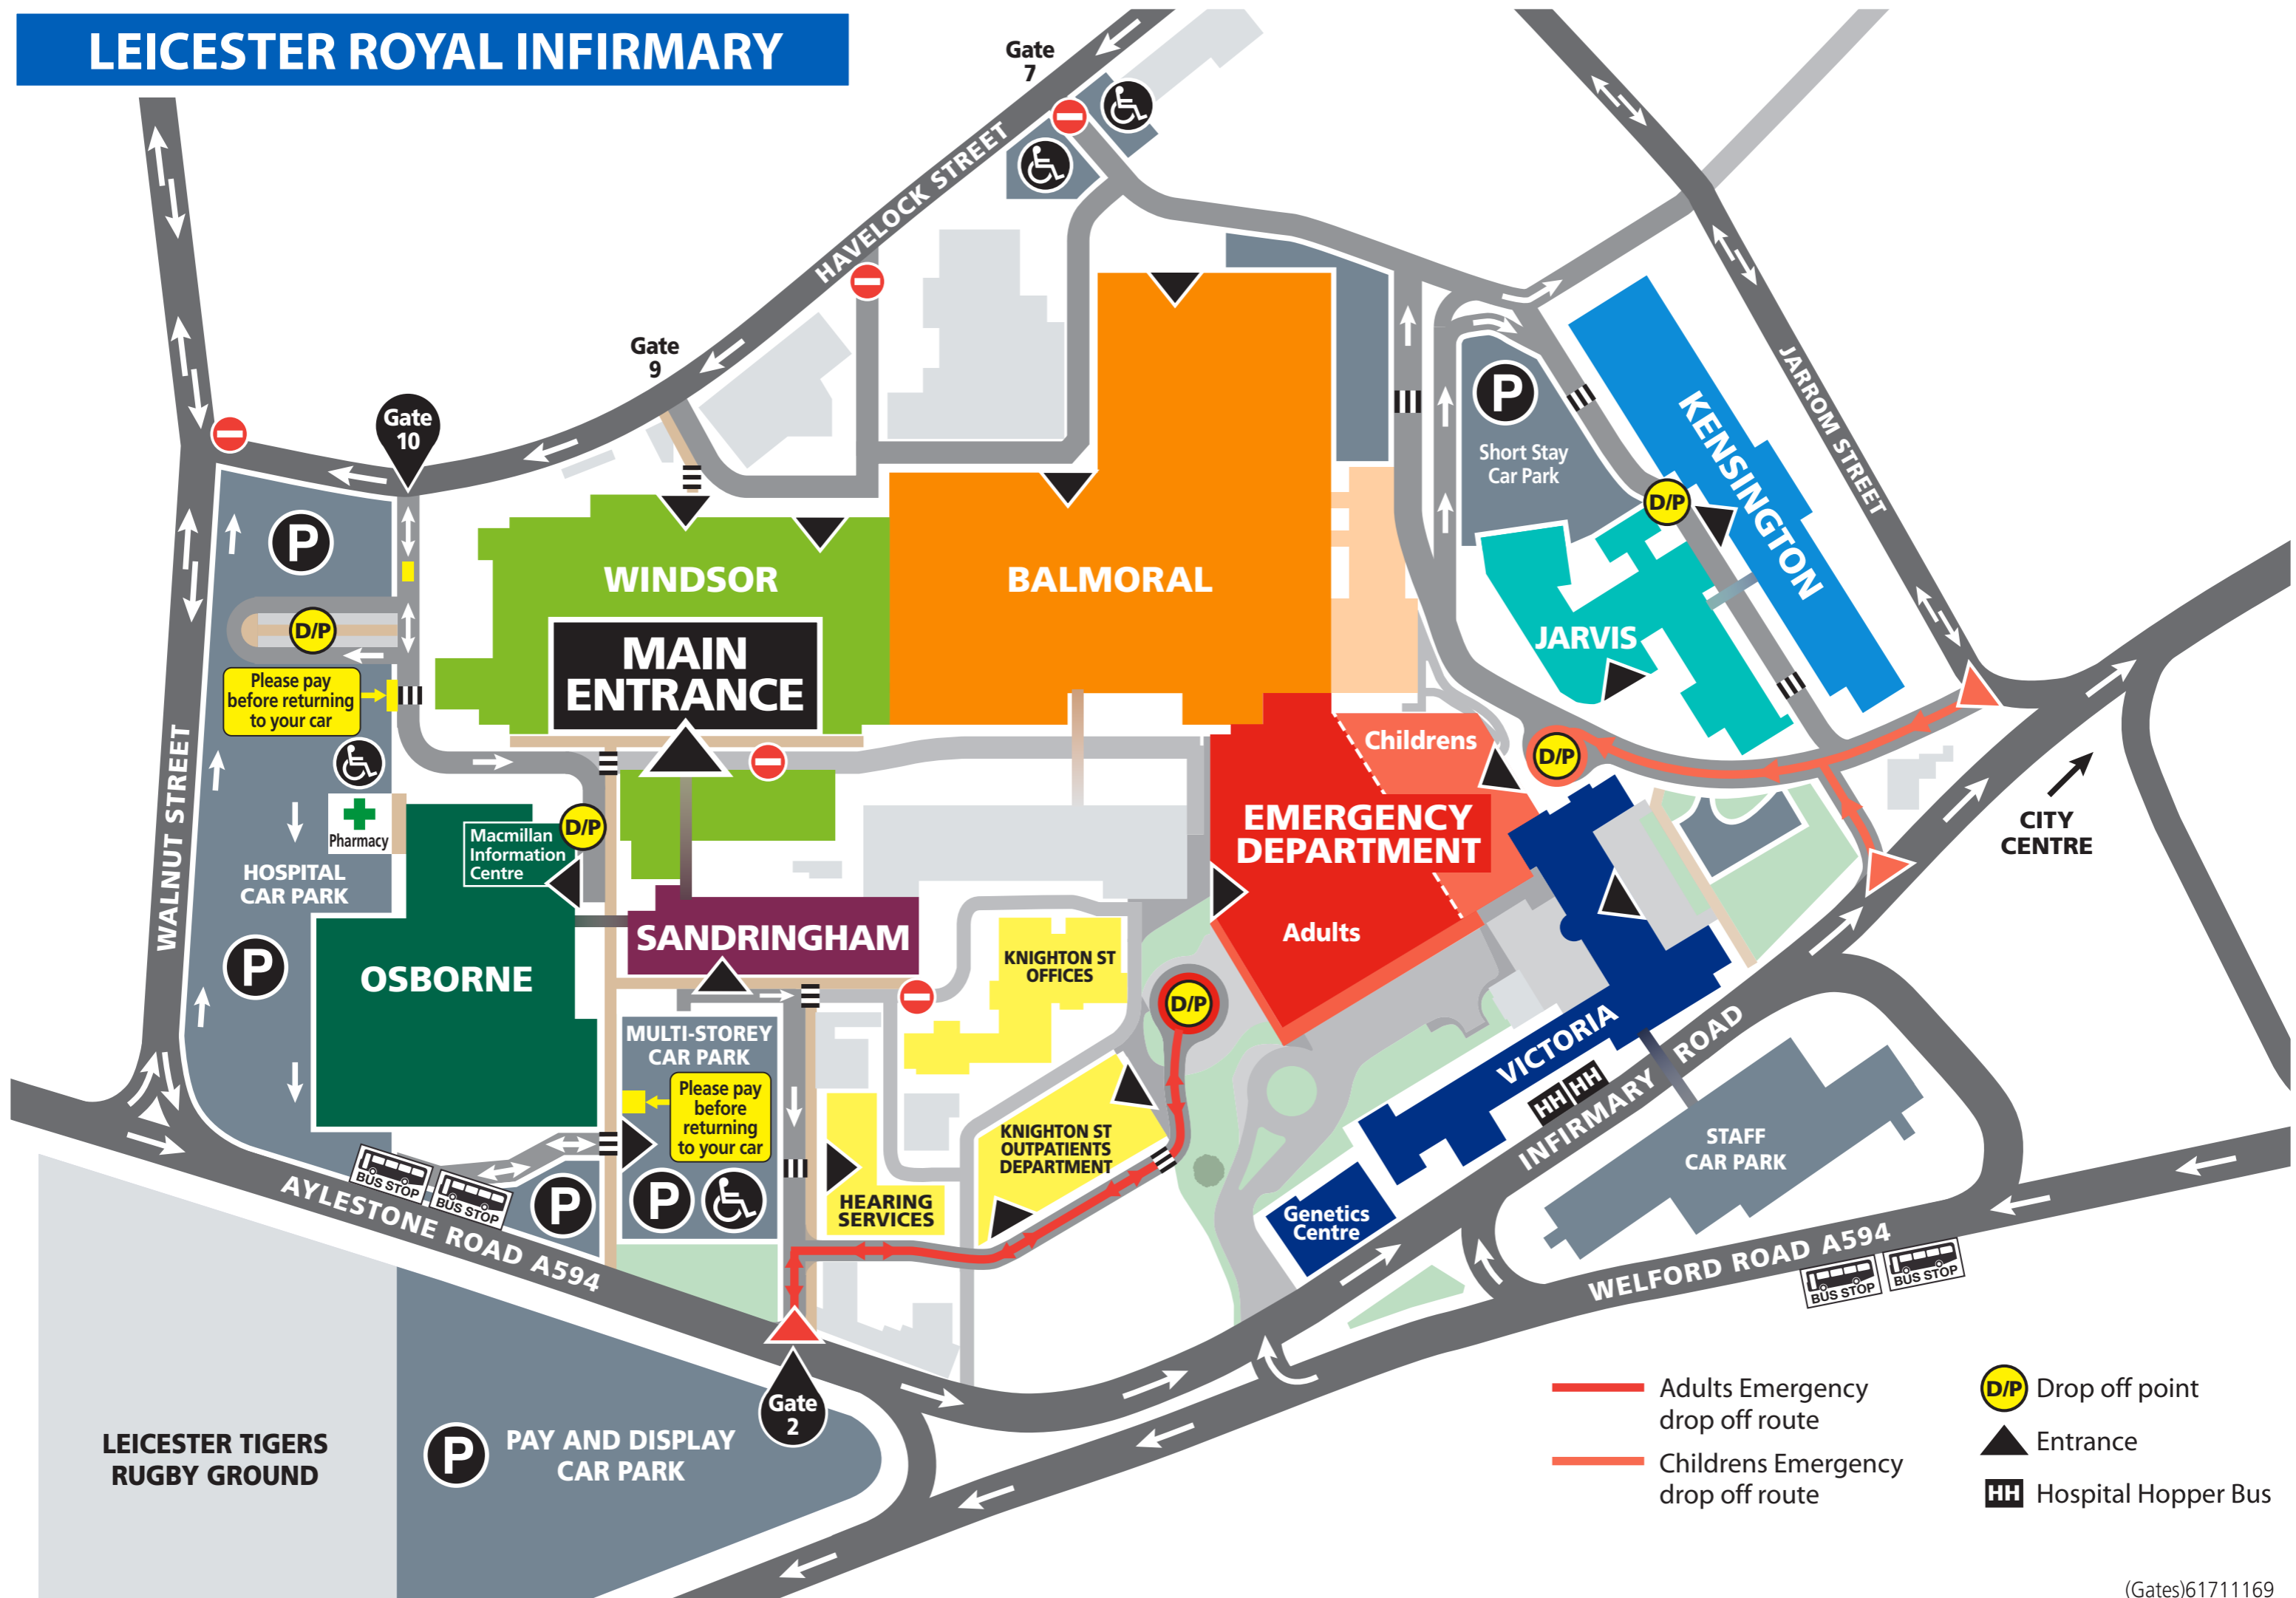 LEICESTER ROYAL INFIRMARY
Gate
7
HAVELOCK STREET
Gate
9
Gate
10
JARROM STREET
P
Short Stay
Car Park
KENSINGTON
D/P
P
WINDSOR
BALMORAL
D/P
MAIN
ENTRANCE
JARVIS
Please pay
before returning
to your car
WALNUT STREET
Childrens
D/P
Pharmacy
Macmillan
Information
Centre
D/P
EMERGENCY
DEPARTMENT
CITY
CENTRE
HOSPITAL
CAR PARK
P
SANDRINGHAM
Adults
KNIGHTON ST
OFFICES
OSBORNE
D/P
MULTI-STOREY
CAR PARK
VICTORIA
INFIRMARY ROAD
HH
HH
Please pay
before
returning
to your car
KNIGHTON ST
OUTPATIENTS
DEPARTMENT
STAFF
CAR PARK
BUS STOP
BUS STOP
P
P
HEARING
SERVICES
Genetics
Centre
AYLESTONE ROAD A594
WELFORD ROAD A594
BUS STOP
BUS STOP
Gate
2
LEICESTER TIGERS
RUGBY GROUND
P
PAY AND DISPLAY
CAR PARK
Adults Emergency
drop off route
Childrens Emergency
drop off route
D/P Drop off point
Entrance
HH Hospital Hopper Bus
(Gates)61711169